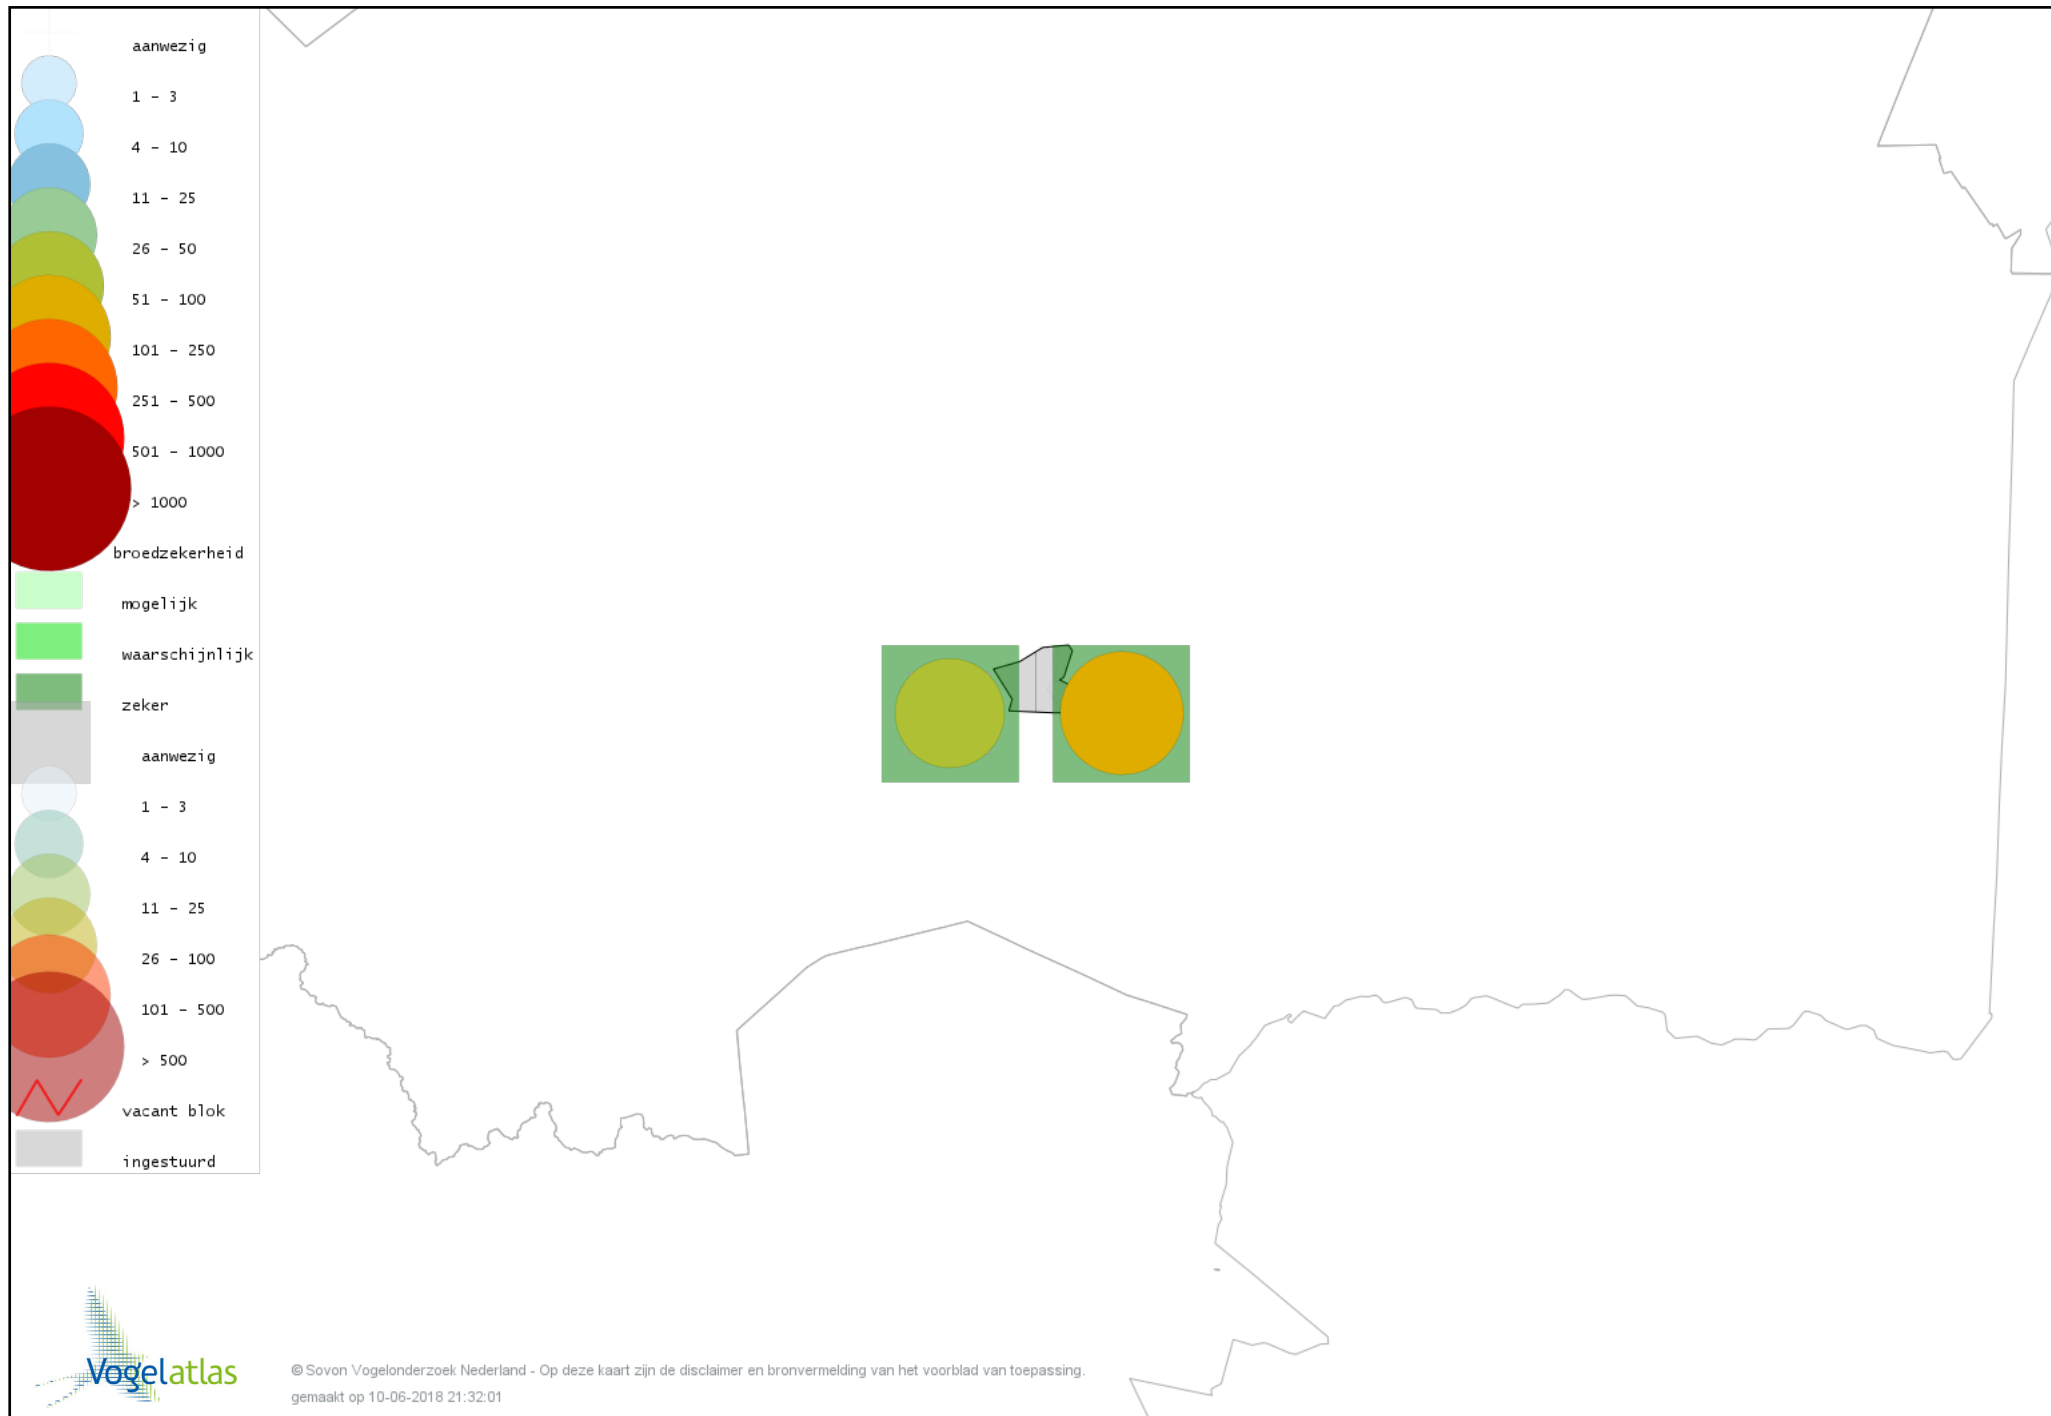 aanwezig
1 - 3
4 - 10
11 - 25
26 - 50
51 - 100
101 - 250
251 - 500
501 - 1000
> 1000
broedzekerheid
mogelijk
waarschijnlijk
zeker
aanwezig
1 - 3
4 - 10
11 - 25
26 - 100
101 - 500
> 500
vacant blok
ingestuurd
Vogelatlas
© Sovon Vogelonderzoek Nederland - Op deze kaart zijn de disclaimer en bronvermelding van het voorblad van toepassing.
gemaakt op 10-06-2018 21:32:01